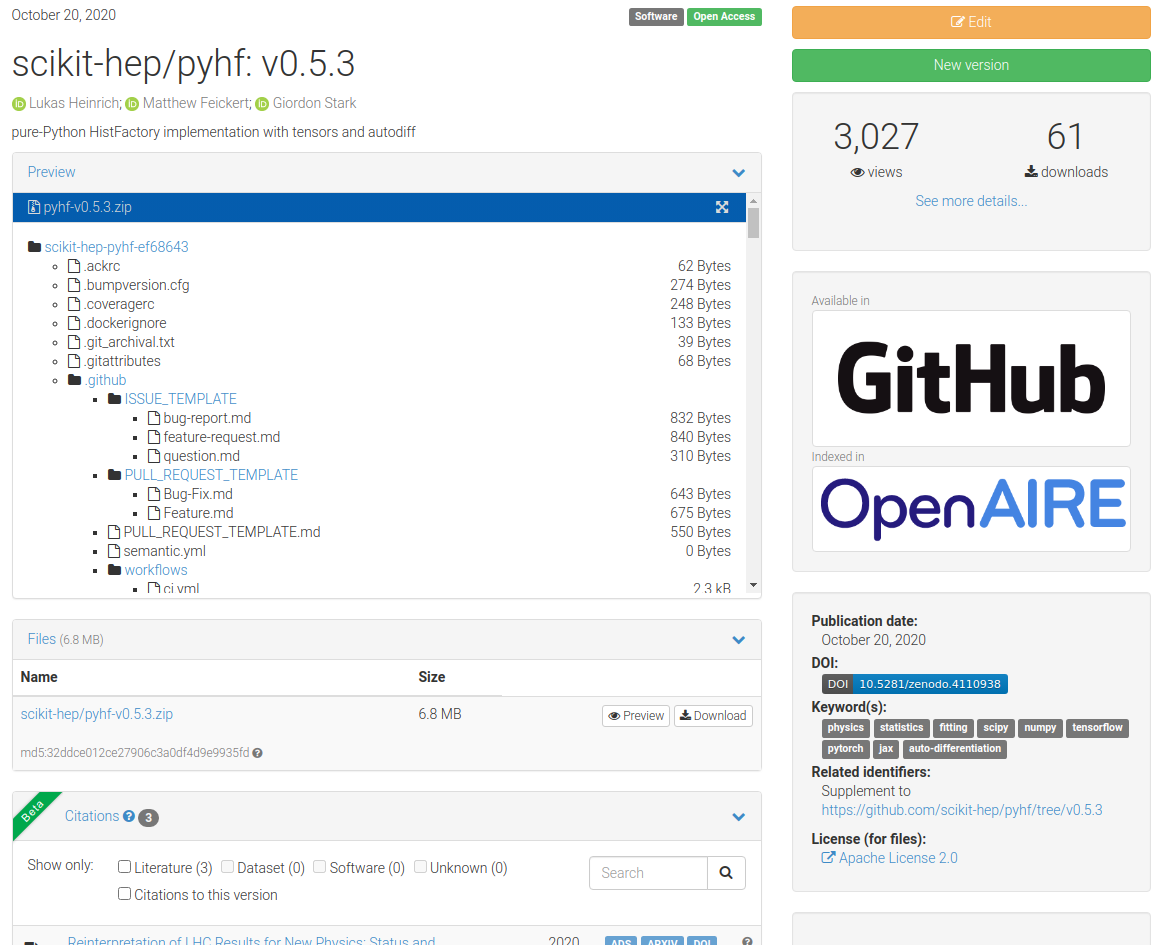 October 20, 2020
Software Open Access
scikit-hep/pyhf: v0.5.3
iD Lukas Heinrich; iD Matthew Feickert; iD Giordon Stark
pure-Python HistFactory implementation with tensors and autodiff
Preview
pyhf-v0.5.3.zip
scikit-hep-pyhf-ef68643
.ackrc 62 Bytes
.bumpversion.cfg 274 Bytes
.coveragerc 248 Bytes
.dockerignore 133 Bytes
.git_archival.txt 39 Bytes
.gitattributes 68 Bytes
.github
ISSUE_TEMPLATE
bug-report.md 832 Bytes
feature-request.md 840 Bytes
question.md 310 Bytes
PULL_REQUEST_TEMPLATE
Bug-Fix.md 643 Bytes
Feature.md 675 Bytes
PULL_REQUEST_TEMPLATE.md 550 Bytes
semantic.yml 0 Bytes
workflows
ci.yml 2.3 kB
Files (6.8 MB)
Name Size
scikit-hep/pyhf-v0.5.3.zip 6.8 MB Preview Download
md5:32ddce012ce27906c3a0df4d9e9935fd ?
Beta
Citations ? 3
Show only: Literature (3) Dataset (0) Software (0) Unknown (0)
Search
Citations to this version
Reinterpretation of LHC Results for New Physics: Status and 2020 ADS ARXIV DOI ?
Edit
New version
3,027 61
views downloads
See more details...
Available in
GitHub
Indexed in
OpenAIRE
Publication date:
October 20, 2020
DOI:
DOI 10.5281/zenodo.4110938
Keyword(s):
physics statistics fitting scipy numpy tensorflow
pytorch jax auto-differentiation
Related identifiers:
Supplement to
https://github.com/scikit-hep/pyhf/tree/v0.5.3
License (for files):
Apache License 2.0